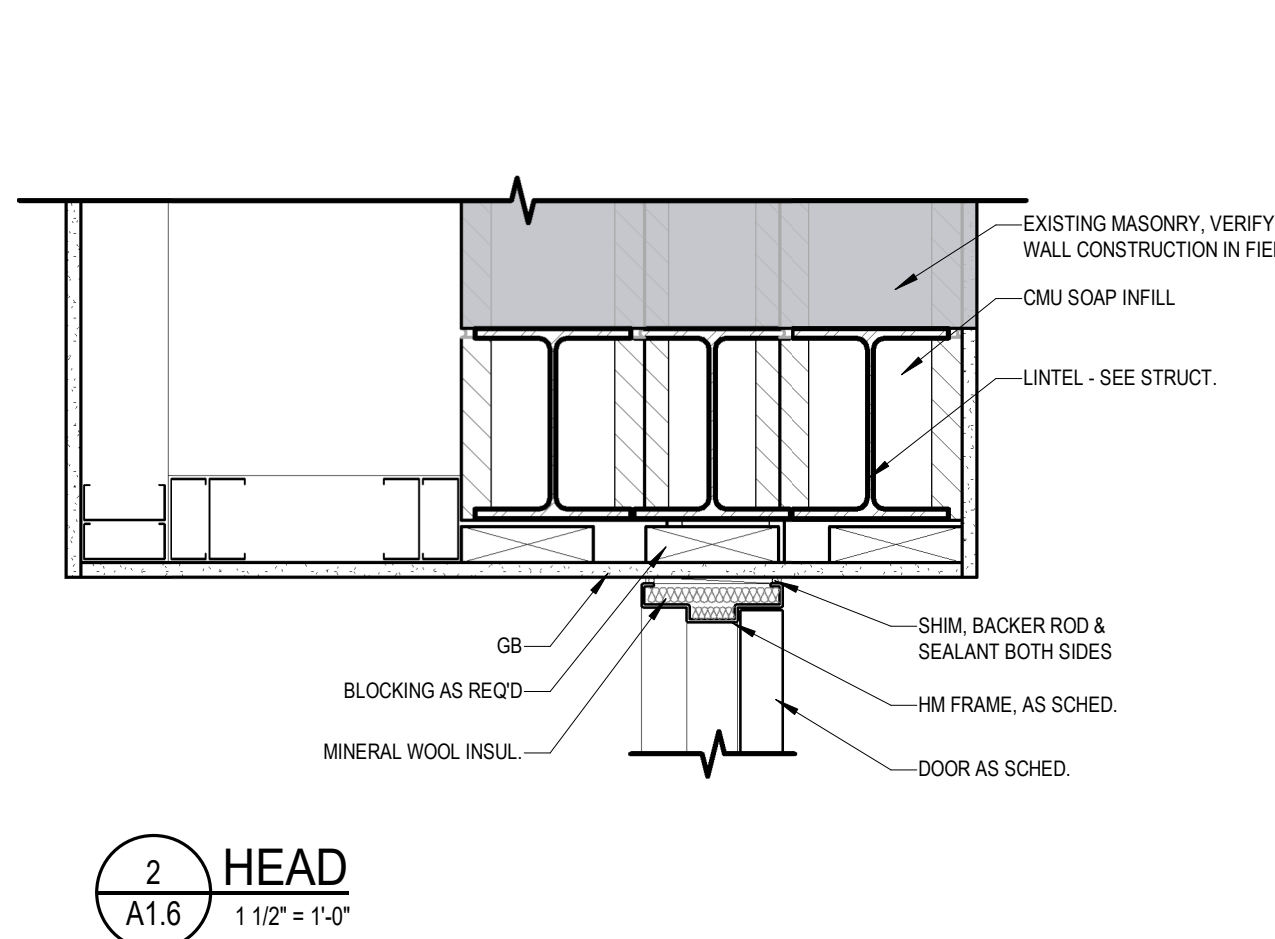 EXISTING MASONRY, VERIFY
WALL CONSTRUCTION IN
CMU SOAP INFILL
LINTEL - SEE STRUCT.
GB
BLOCKING AS REQ'D
MINERAL WOOL INSUL.
SHIM, BACKER ROD &
SEALANT BOTH SIDES
HM FRAME, AS SCHED.
DOOR AS SCHED.
2
HEAD
A1.6
1 1/2" = 1'-0"